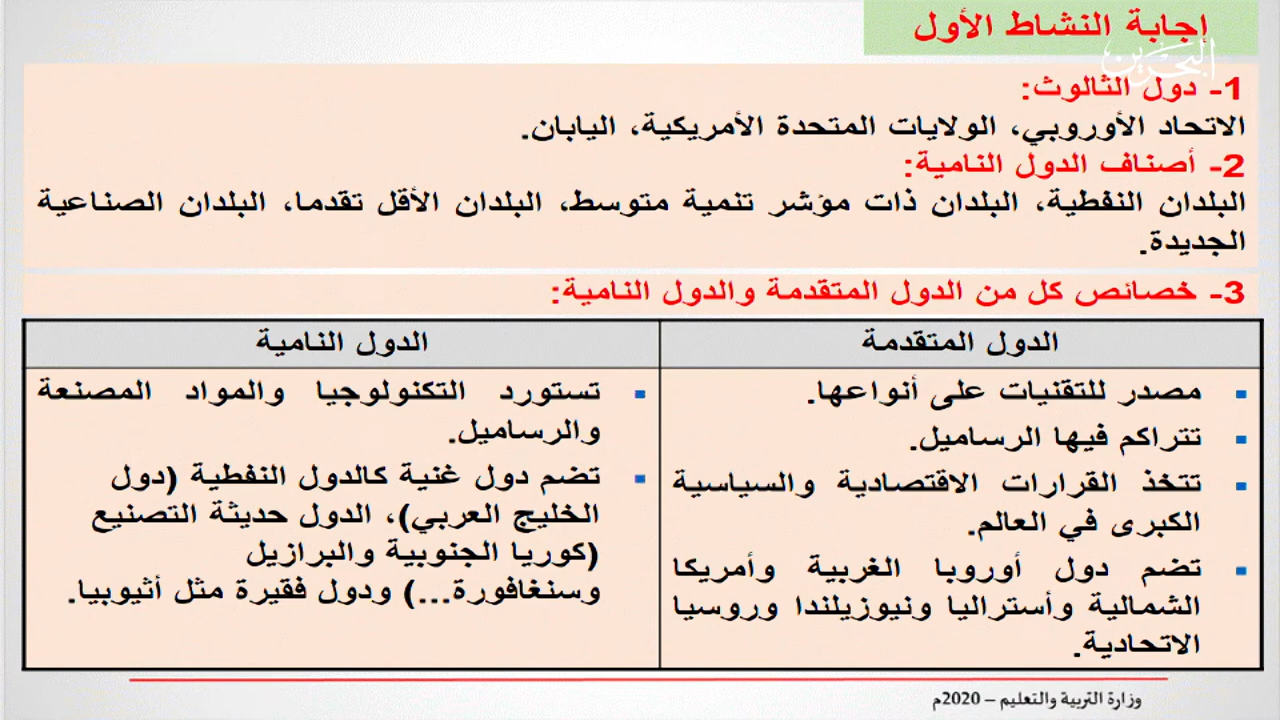 إجابة النشاط الأول
البحرين
1- دول الثالوث:
الاتحاد الأوروبي، الولايات المتحدة الأمريكية، اليابان.
2- أصناف الدول النامية:
البلدان النفطية، البلدان ذات مؤشر تنمية متوسط، البلدان الأقل تقدما، البلدان الصناعية
الجديدة.
3- خصائص كل من الدول المتقدمة والدول النامية:
الدول المتقدمة
مصدر للتقنيات على أنواعها.
تتراكم فيها الرساميل.
تتخذ القرارات الاقتصادية والسياسية
الكبرى في العالم.
تضم دول أوروبا الغربية وأمريكا
الشمالية وأستراليا ونيوزيلندا وروسيا
الاتحادية.
الدول النامية
تستورد التكنولوجيا والمواد المصنعة
والرساميل.
تضم دول غنية كالدول النفطية (دول
الخليج العربي)، الدول حديثة التصنيع
(كوريا الجنوبية والبرازيل
وسنغافورة...) ودول فقيرة مثل أثيوبيا.
وزارة التربية والتعليم – 2020م